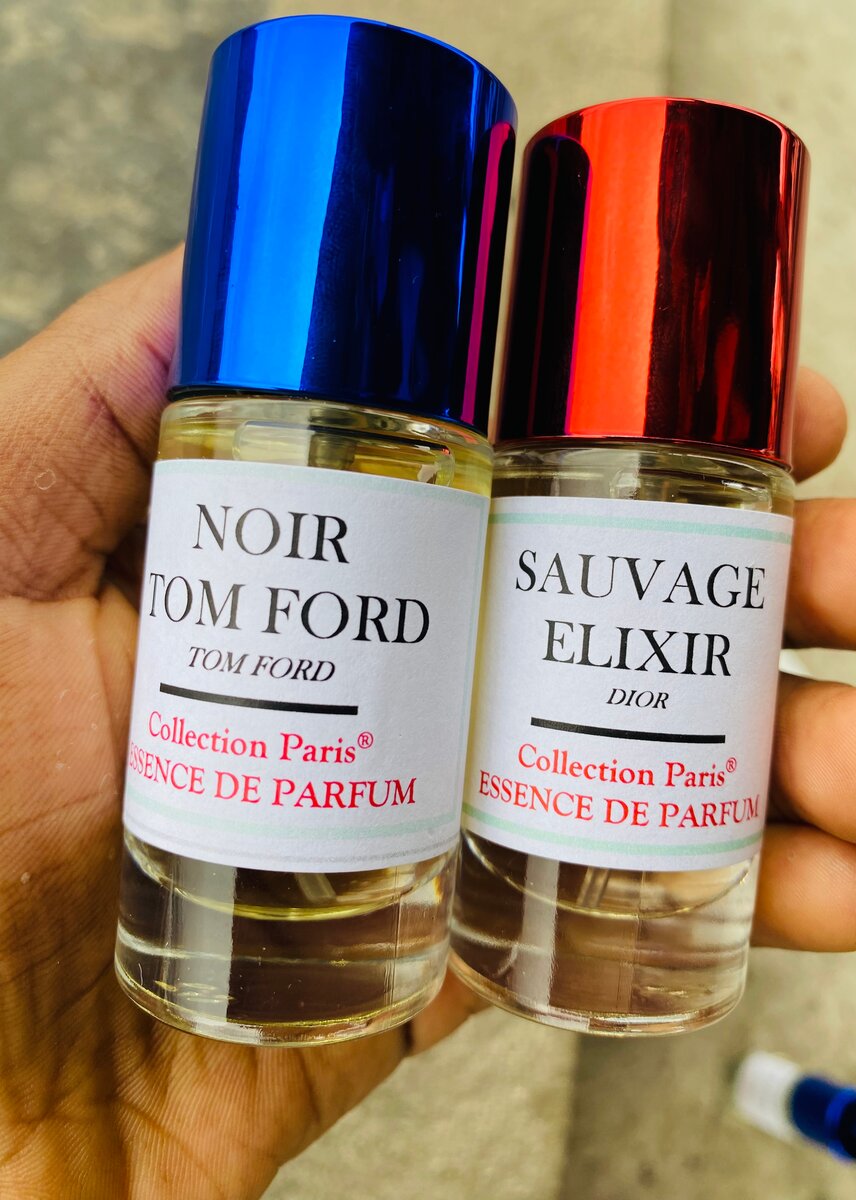 NOIR
TOM FORD
TOM FORD
Collection Paris®
ESSENCE DE PARFUM
SAUVAGE
ELIXIR
DIOR
Collection Paris®
ESSENCE DE PARFUM